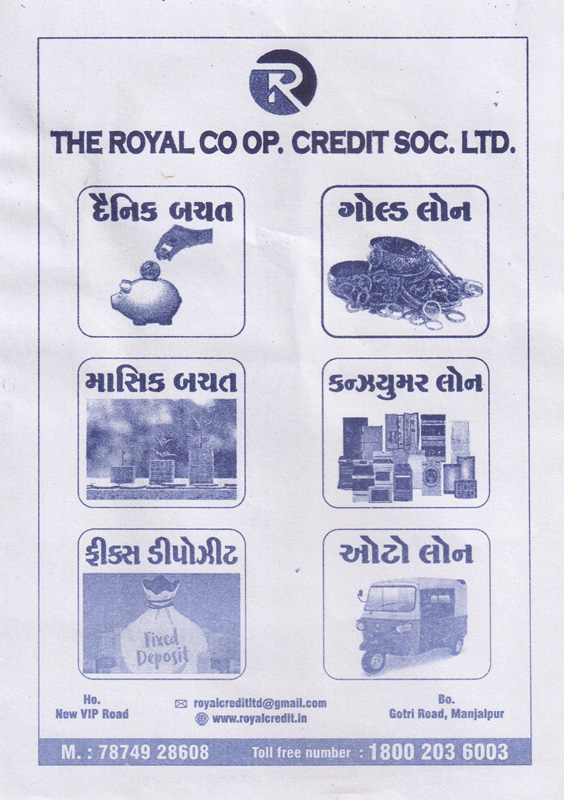 THE ROYAL CO OP. CREDIT SOC. LTD.
દૈનિક બચત
ગોલ્ડ લોન
માસિક બચત
કન્ઝયુમર લોન
ફીક્સ ડીપોઝીટ
ઓટો લોન
Fixed
Deposit
Ho.
New VIP Road
royalcreditltd@gmail.com
www.royalcredit.in
Bo.
Gotri Road, Manjalpur
M. : 78749 28608
Toll free number : 1800 203 6003